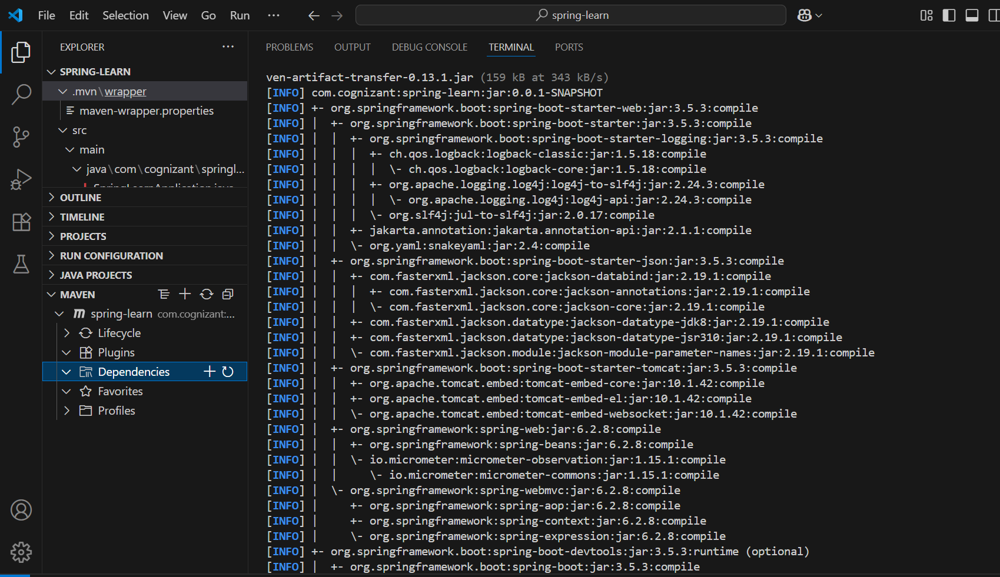 File Edit Selection View Go Run ···
spring-learn
EXPLORER
SPRING-LEARN
.mvn\wrapper
maven-wrapper.properties
src
main
java\com\cognizant\springl...
SpringLearnApplication.java
OUTLINE
TIMELINE
PROJECTS
RUN CONFIGURATION
JAVA PROJECTS
MAVEN
spring-learn com.cognizant:...
Lifecycle
Plugins
Dependencies
Favorites
Profiles
PROBLEMS OUTPUT DEBUG CONSOLE TERMINAL PORTS
ven-artifact-transfer-0.13.1.jar (159 kB at 343 kB/s)
[INFO] com.cognizant:spring-learn:jar:0.0.1-SNAPSHOT
[INFO] +- org.springframework.boot:spring-boot-starter-web:jar:3.5.3:compile
[INFO] |  +- org.springframework.boot:spring-boot-starter:jar:3.5.3:compile
[INFO] |  |  +- org.springframework.boot:spring-boot-starter-logging:jar:3.5.3:compile
[INFO] |  |  |  +- ch.qos.logback:logback-classic:jar:1.5.18:compile
[INFO] |  |  |  |  \- ch.qos.logback:logback-core:jar:1.5.18:compile
[INFO] |  |  |  +- org.apache.logging.log4j:log4j-to-slf4j:jar:2.24.3:compile
[INFO] |  |  |  |  \- org.apache.logging.log4j:log4j-api:jar:2.24.3:compile
[INFO] |  |  |  \- org.slf4j:jul-to-slf4j:jar:2.0.17:compile
[INFO] |  |  +- jakarta.annotation:jakarta.annotation-api:jar:2.1.1:compile
[INFO] |  |  \- org.yaml:snakeyaml:jar:2.4:compile
[INFO] |  +- org.springframework.boot:spring-boot-starter-json:jar:3.5.3:compile
[INFO] |  |  +- com.fasterxml.jackson.core:jackson-databind:jar:2.19.1:compile
[INFO] |  |  |  +- com.fasterxml.jackson.core:jackson-annotations:jar:2.19.1:compile
[INFO] |  |  |  \- com.fasterxml.jackson.core:jackson-core:jar:2.19.1:compile
[INFO] |  |  +- com.fasterxml.jackson.datatype:jackson-datatype-jdk8:jar:2.19.1:compile
[INFO] |  |  +- com.fasterxml.jackson.datatype:jackson-datatype-jsr310:jar:2.19.1:compile
[INFO] |  |  \- com.fasterxml.jackson.module:jackson-module-parameter-names:jar:2.19.1:compile
[INFO] |  +- org.springframework.boot:spring-boot-starter-tomcat:jar:3.5.3:compile
[INFO] |  |  +- org.apache.tomcat.embed:tomcat-embed-core:jar:10.1.42:compile
[INFO] |  |  +- org.apache.tomcat.embed:tomcat-embed-el:jar:10.1.42:compile
[INFO] |  |  \- org.apache.tomcat.embed:tomcat-embed-websocket:jar:10.1.42:compile
[INFO] |  +- org.springframework:spring-web:jar:6.2.8:compile
[INFO] |  |  +- org.springframework:spring-beans:jar:6.2.8:compile
[INFO] |  |  \- io.micrometer:micrometer-observation:jar:1.15.1:compile
[INFO] |  |     \- io.micrometer:micrometer-commons:jar:1.15.1:compile
[INFO] |  \- org.springframework:spring-webmvc:jar:6.2.8:compile
[INFO] |     +- org.springframework:spring-aop:jar:6.2.8:compile
[INFO] |     +- org.springframework:spring-context:jar:6.2.8:compile
[INFO] |     \- org.springframework:spring-expression:jar:6.2.8:compile
[INFO] +- org.springframework.boot:spring-boot-devtools:jar:3.5.3:runtime (optional)
[INFO] |  +- org.springframework.boot:spring-boot:jar:3.5.3:compile